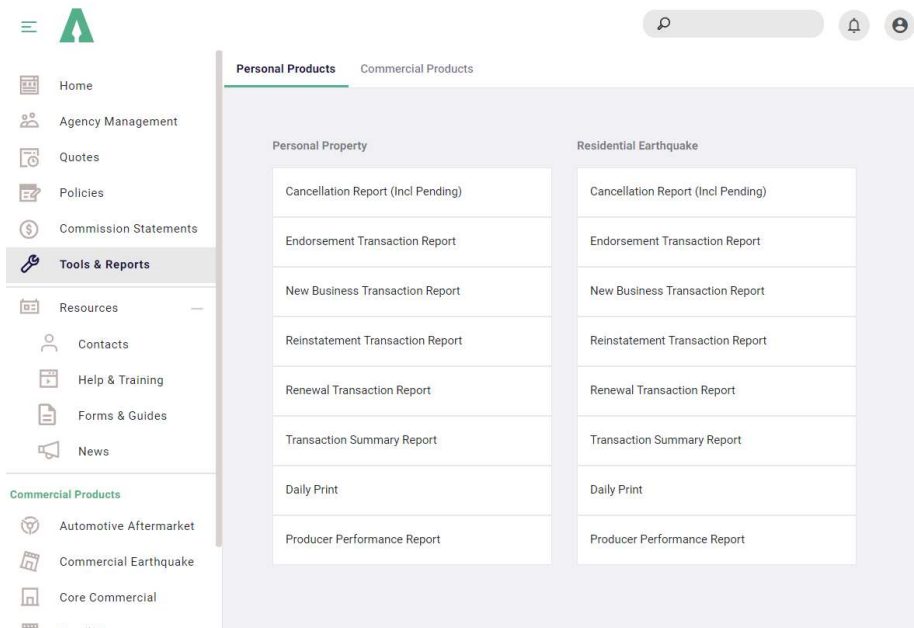 Personal Products
Commercial Products
Home
Agency Management
Quotes
Policies
Commission Statements
Tools & Reports
Resources
Contacts
Help & Training
Forms & Guides
News
Commercial Products
Automotive Aftermarket
Commercial Earthquake
Core Commercial
Personal Property
Cancellation Report (Incl Pending)
Endorsement Transaction Report
New Business Transaction Report
Reinstatement Transaction Report
Renewal Transaction Report
Transaction Summary Report
Daily Print
Producer Performance Report
Residential Earthquake
Cancellation Report (Incl Pending)
Endorsement Transaction Report
New Business Transaction Report
Reinstatement Transaction Report
Renewal Transaction Report
Transaction Summary Report
Daily Print
Producer Performance Report